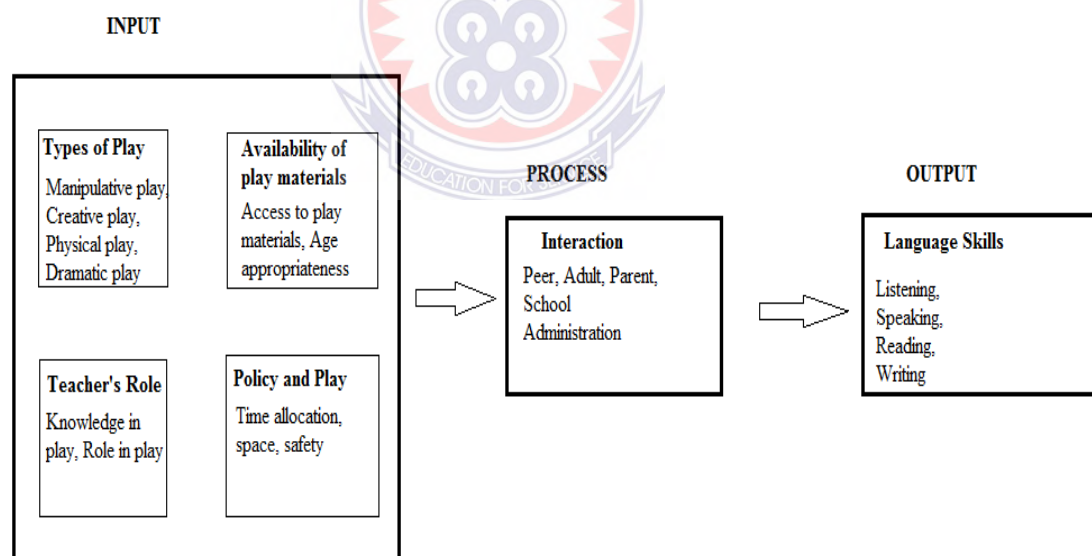 INPUT
Types of Play
Manipulative play,
Creative play,
Physical play,
Dramatic play
Availability of
play materials
Access to play
materials, Age
appropriateness
Teacher's Role
Knowledge in
play, Role in play
Policy and Play
Time allocation,
space, safety
EDUCATION FOR
PROCESS
Interaction
Peer, Adult, Parent,
School
Administration
OUTPUT
Language Skills
Listening,
Speaking,
Reading,
Writing